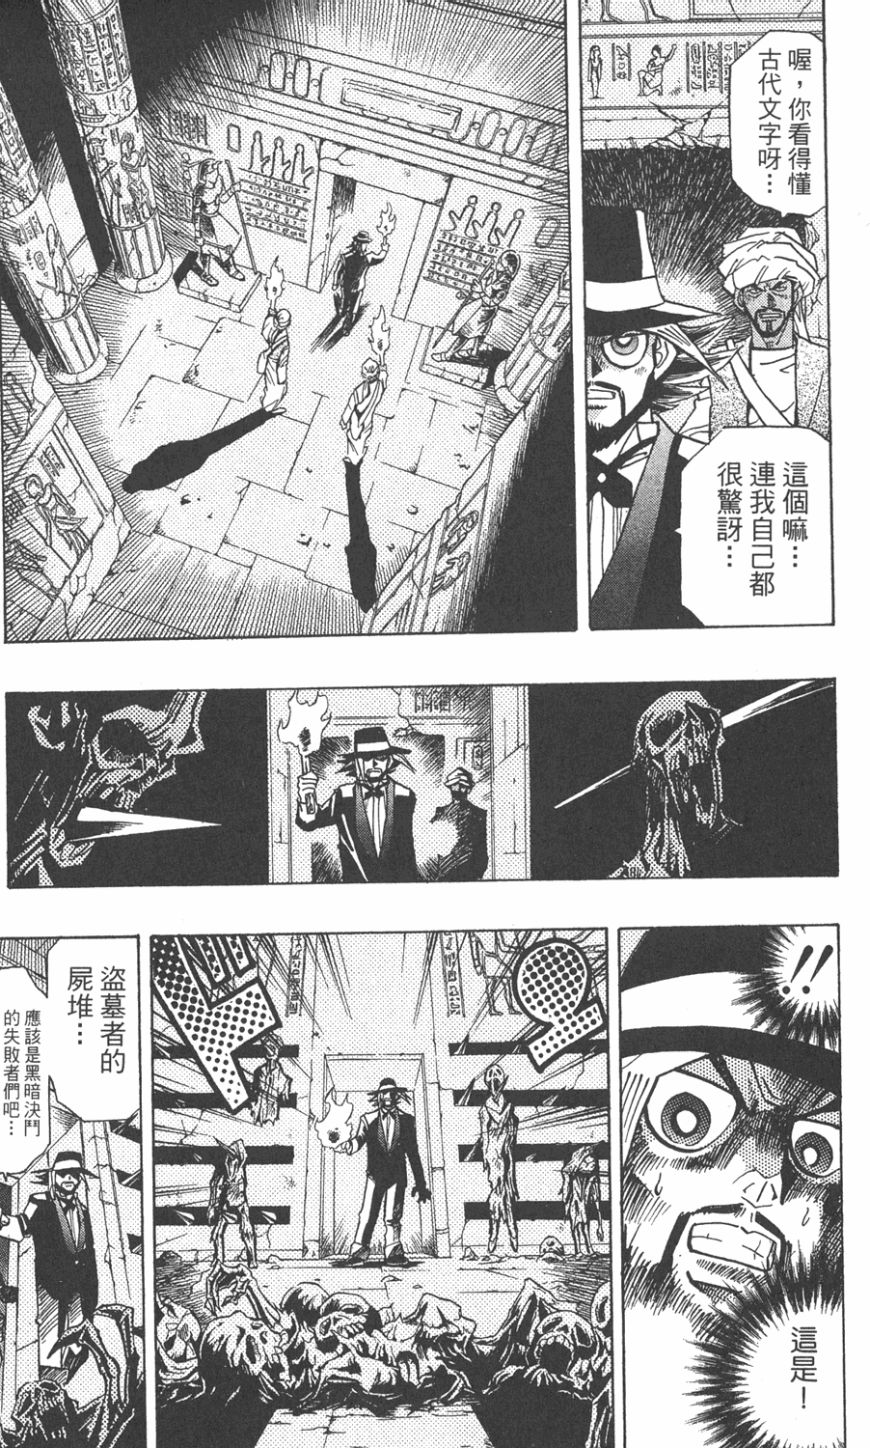 喔，你看得懂
古代文字呀…
這個嘛…
連我自己都
很驚訝…
!!
這是！
盜墓者的
屍堆…
應該是黑暗決鬥
的失敗者們吧…